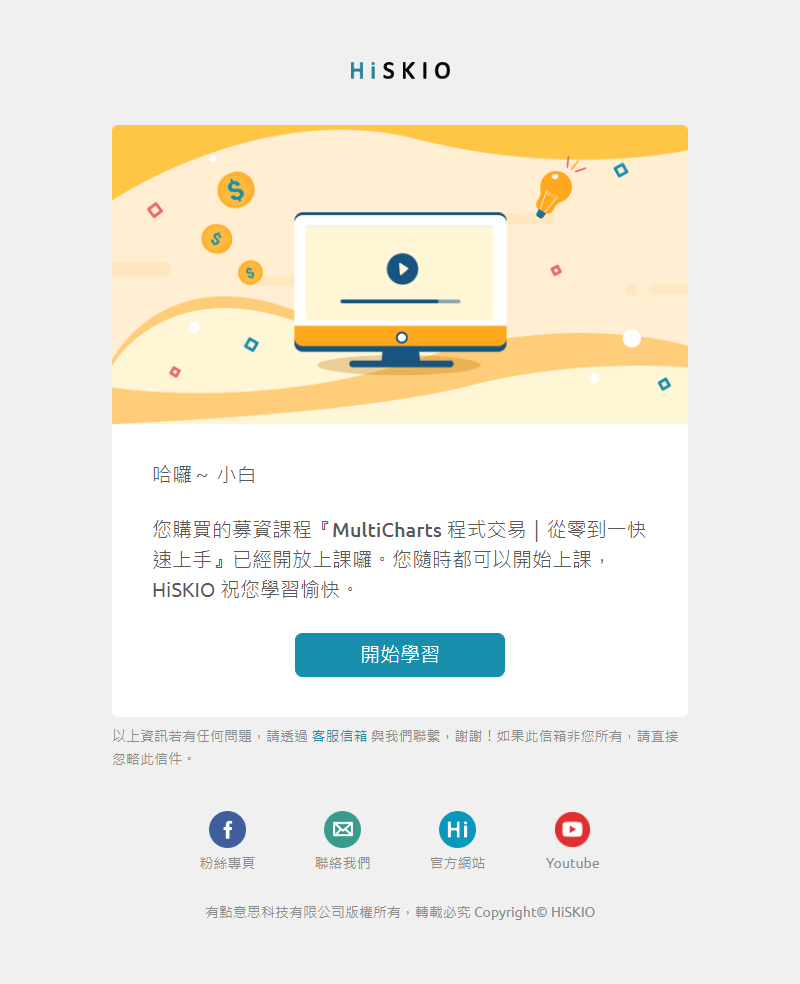 HiSKIO
$
$
$
哈囉~ 小白
您購買的募資課程『MultiCharts 程式交易｜從零到一快
速上手』已經開放上課囉。您隨時都可以開始上課，
HiSKIO 祝您學習愉快。
開始學習
以上資訊若有任何問題，請透過 客服信箱 與我們聯繫，謝謝！如果此信箱非您所有，請直接
忽略此信件。
f Hi
粉絲專頁 聯絡我們 官方網站 Youtube
有點意思科技有限公司版權所有，轉載必究 Copyright© HiSKIO